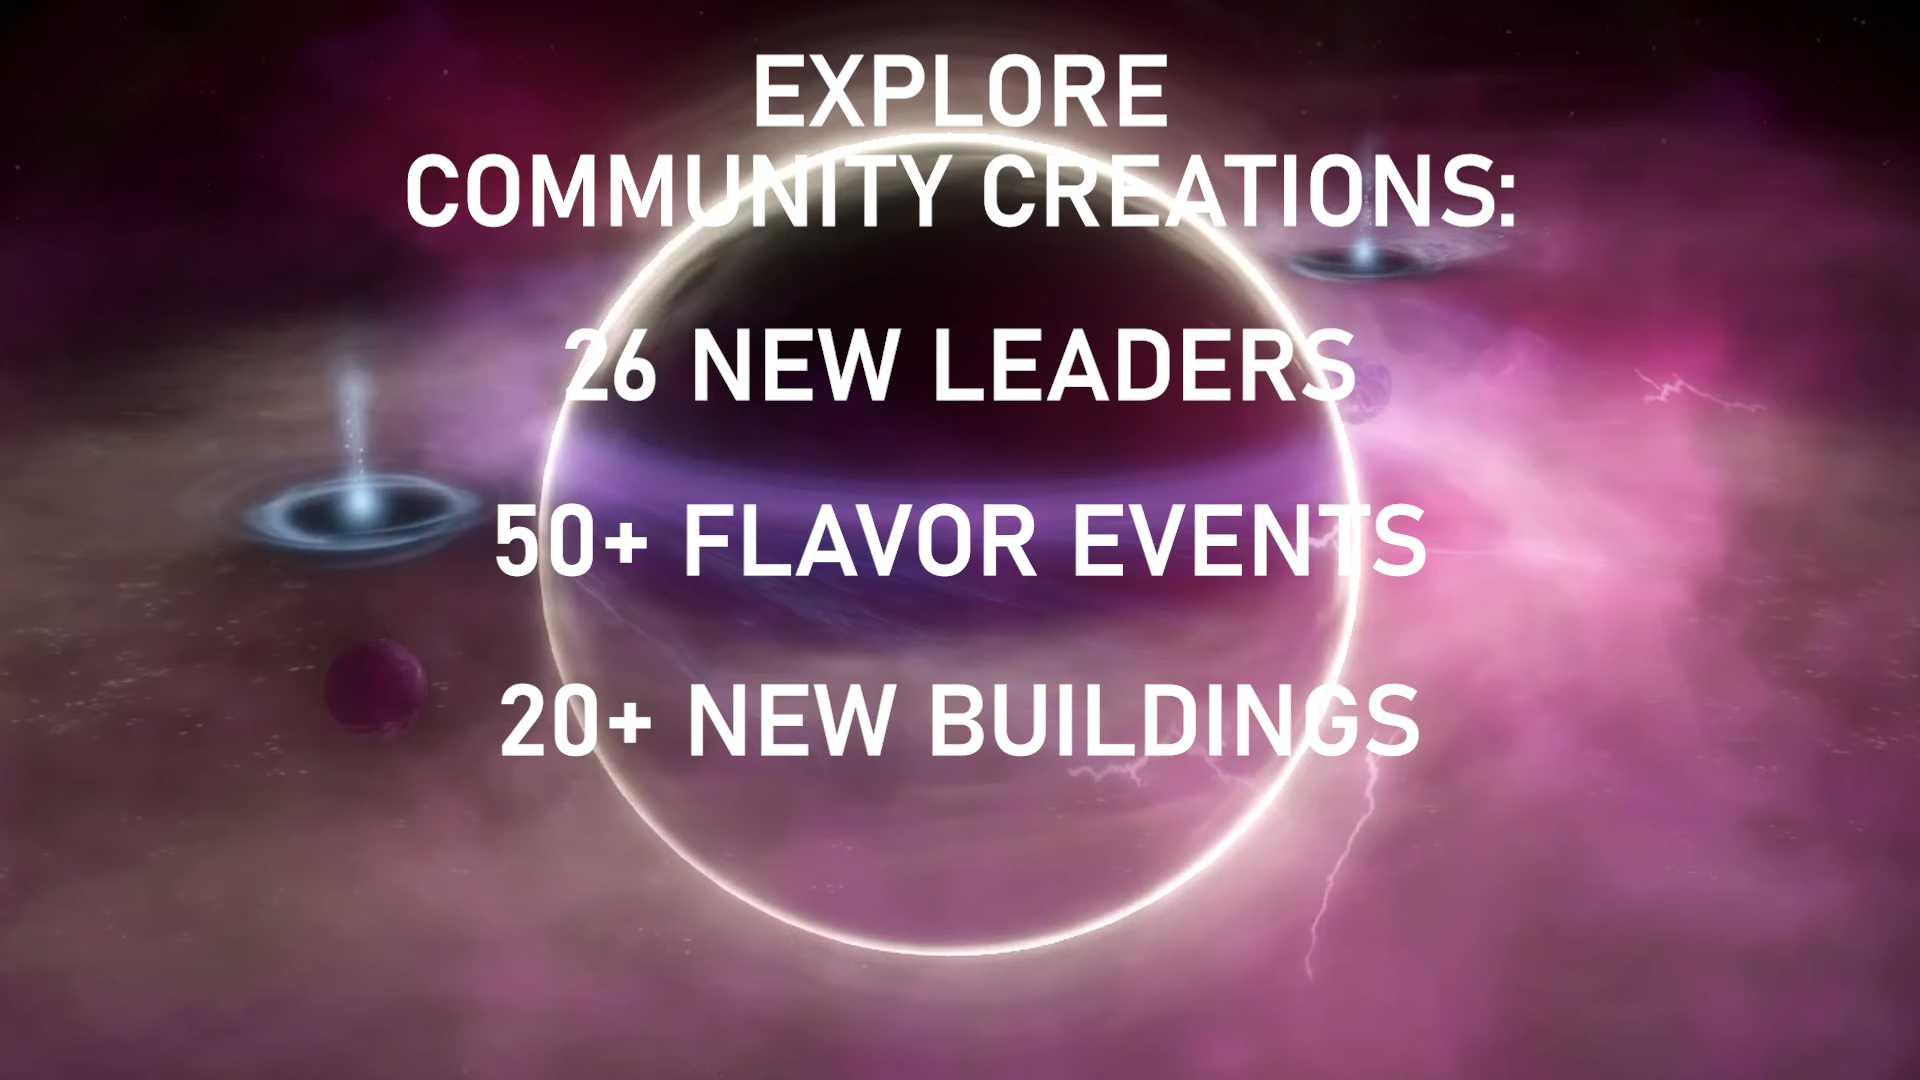 EXPLORE
COMMUNITY CREATIONS:
26 NEW LEADERS
50+ FLAVOR EVENTS
20+ NEW BUILDINGS